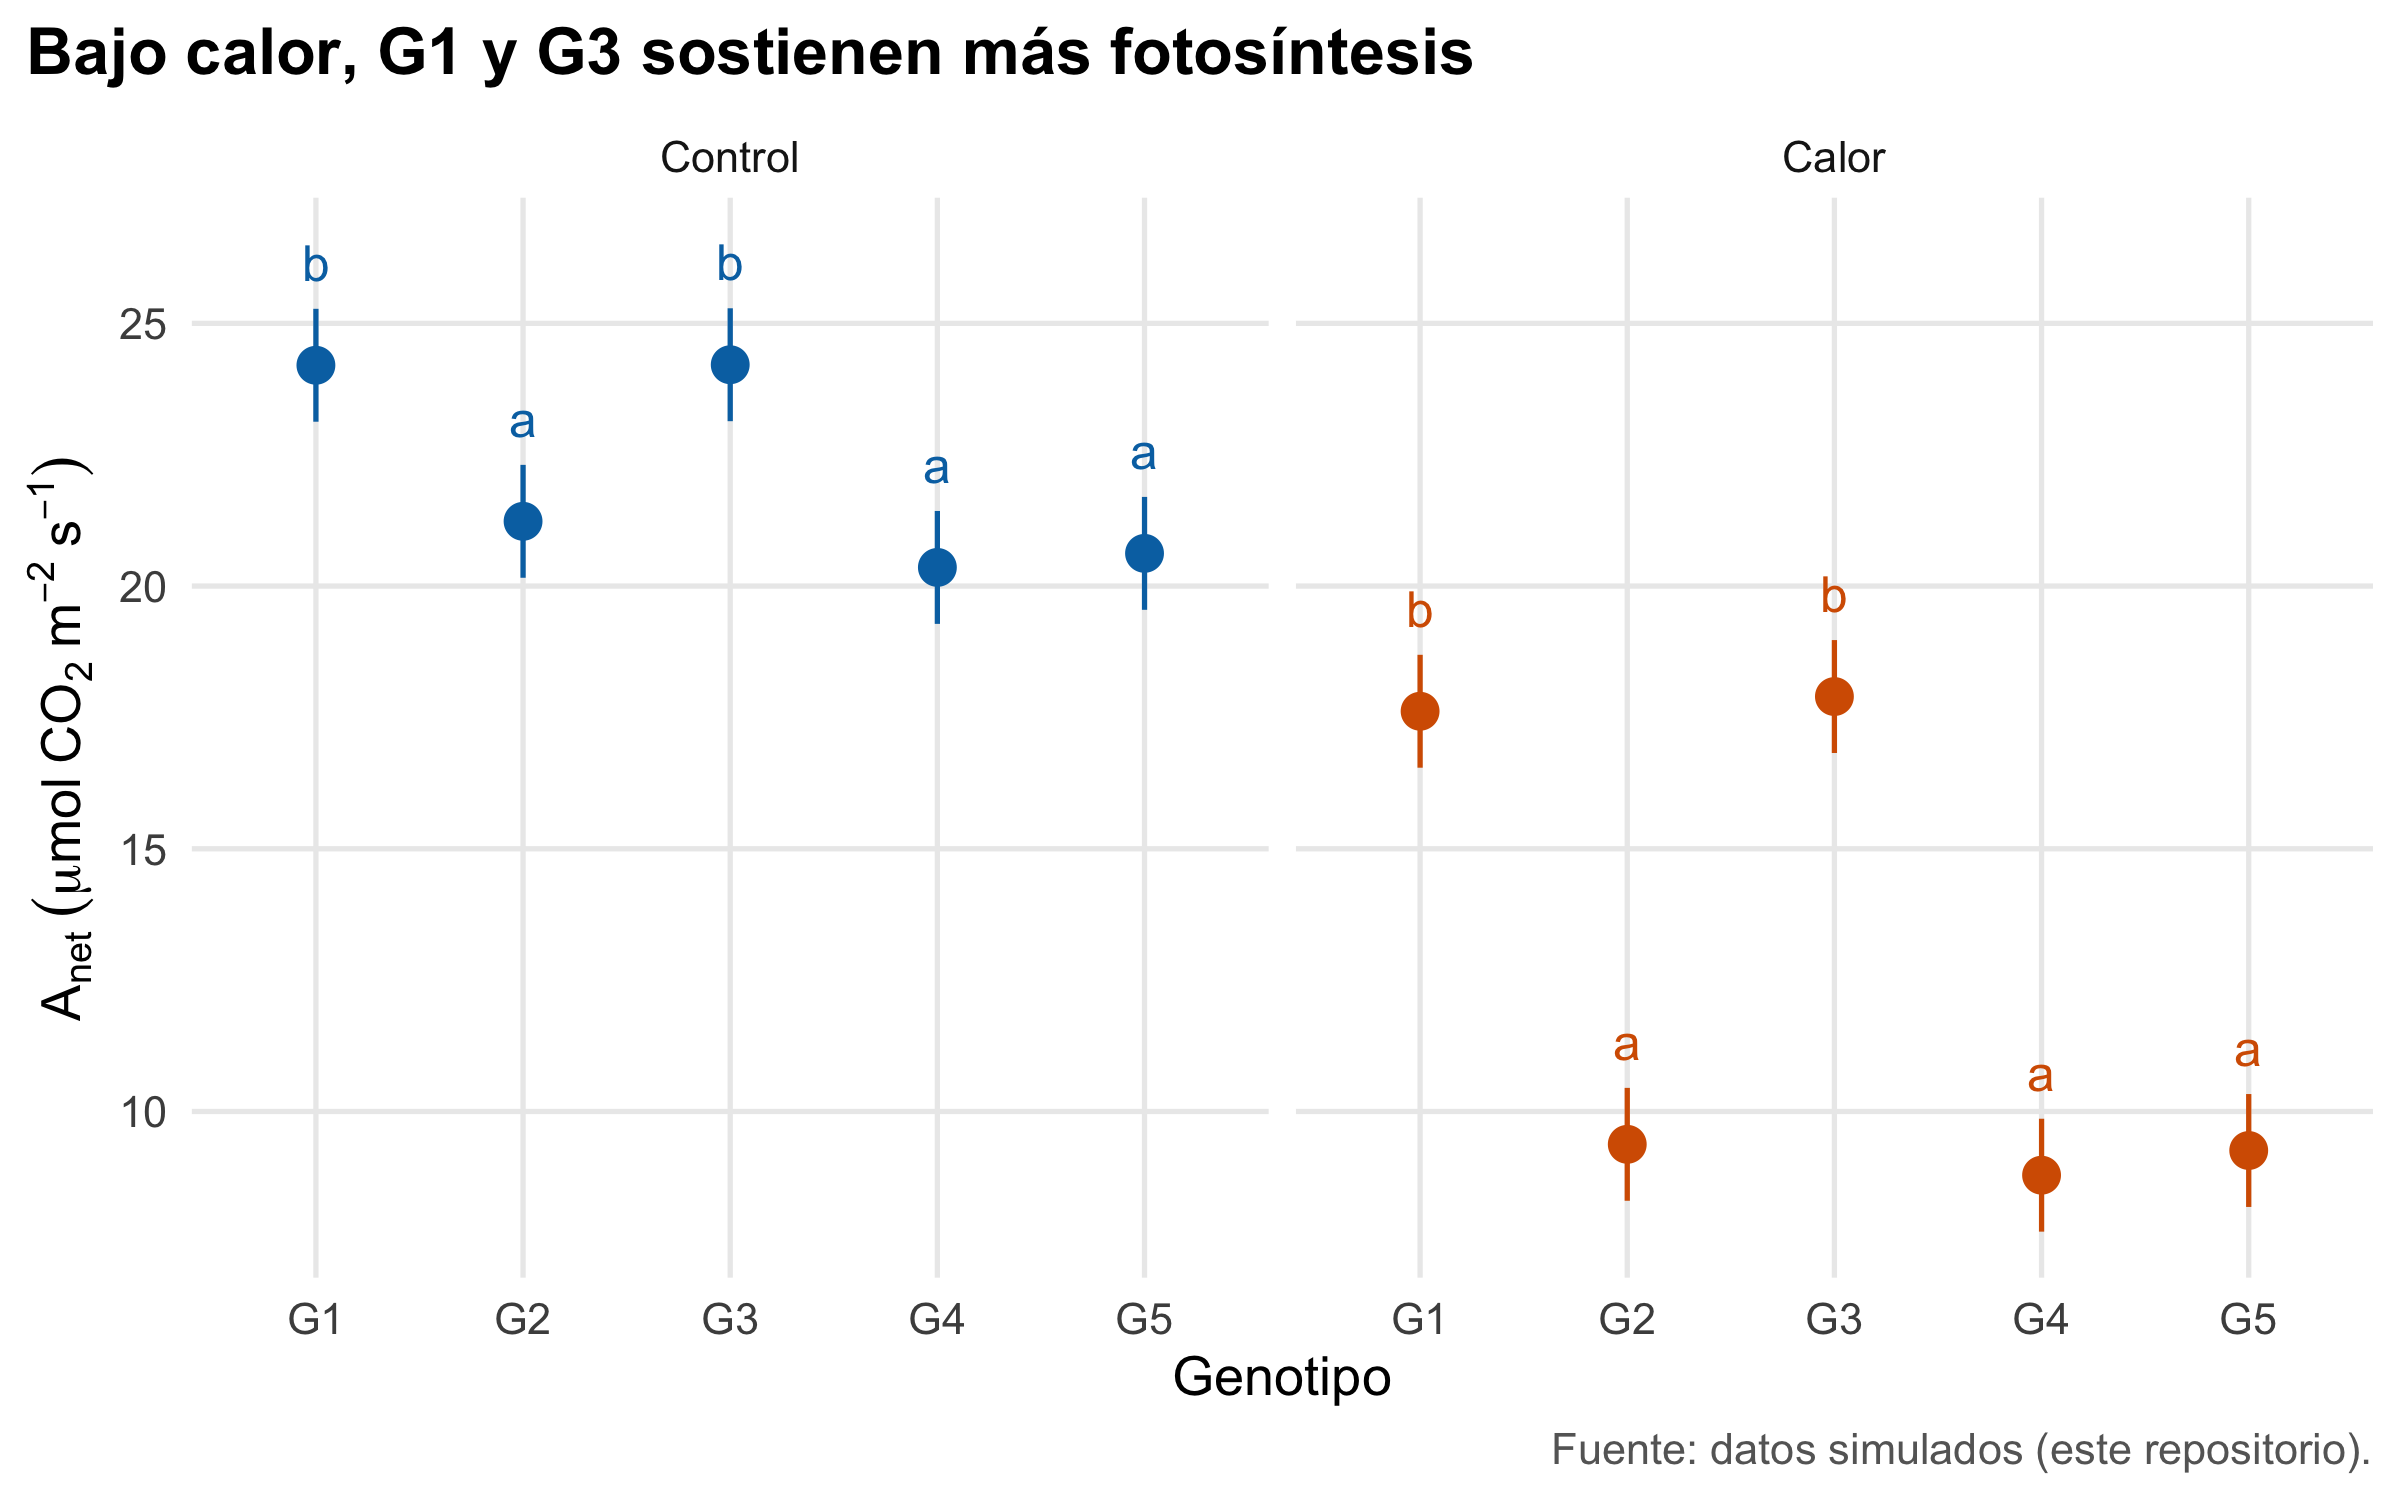 Bajo calor, G1 y G3 sostienen más fotosíntesis
Control
Calor
A_net (μmol CO₂ m⁻² s⁻¹)
25
20
15
10
b
a
b
a
a
b
a
b
a
a
G1 G2 G3 G4 G5
G1 G2 G3 G4 G5
Genotipo
Fuente: datos simulados (este repositorio).